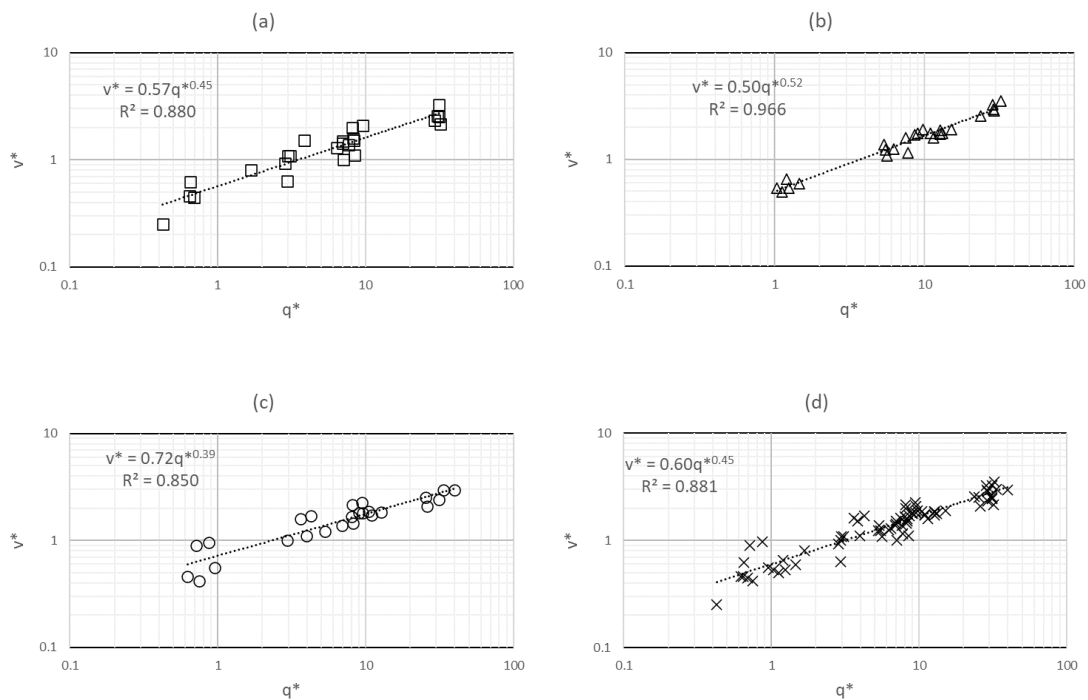 (a)
10
1
0.1
v*
v* = 0.57q*^0.45
R² = 0.880
0.1
1
10
100
q*
(b)
10
1
0.1
v*
v* = 0.50q*^0.52
R² = 0.966
0.1
1
10
100
q*
(c)
10
1
0.1
v*
v* = 0.72q*^0.39
R² = 0.850
0.1
1
10
100
q*
(d)
10
1
0.1
v*
v* = 0.60q*^0.45
R² = 0.881
0.1
1
10
100
q*